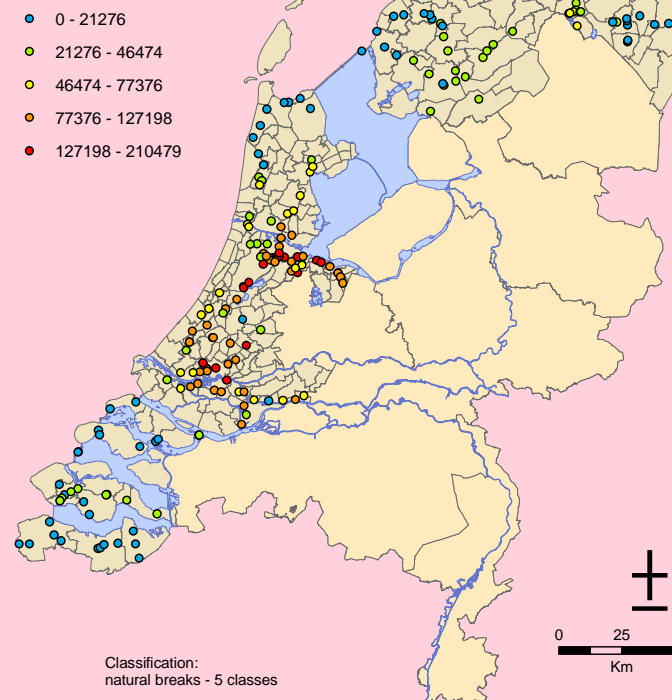 0 - 21276
21276 - 46474
46474 - 77376
77376 - 127198
127198 - 210479
0 25
Km
Classification:
natural breaks - 5 classes